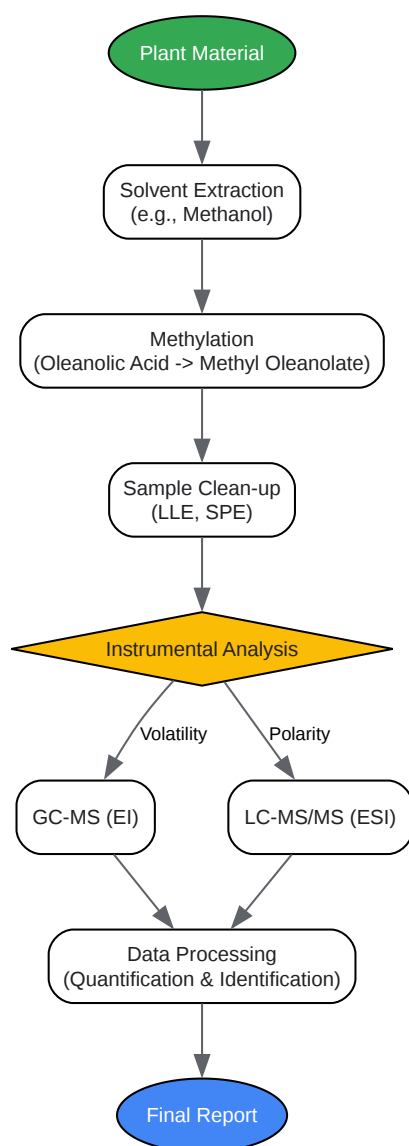 Plant Material
Solvent Extraction
(e.g., Methanol)
Methylation
(Oleanolic Acid -> Methyl Oleanolate)
Sample Clean-up
(LLE, SPE)
Instrumental Analysis
Volatility
Polarity
GC-MS (EI)
LC-MS/MS (ESI)
Data Processing
(Quantification & Identification)
Final Report